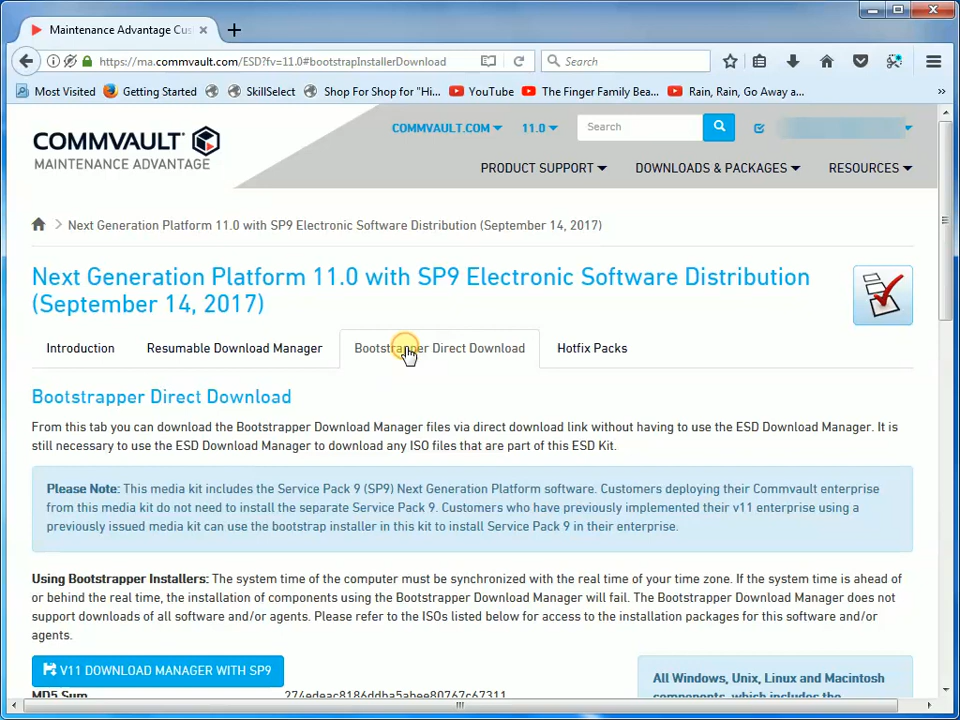 Maintenance Advantage Cus
https://ma.commvault.com/ESD?fv=11.0#bootstrapInstallerDownload
Search
Most Visited Getting Started SkillSelect Shop For Shop for "Hi... YouTube The Finger Family Bea... Rain, Rain, Go Away a...
COMMVAULT
MAINTENANCE ADVANTAGE
COMMVAULT.COM 11.0 Search
PRODUCT SUPPORT DOWNLOADS & PACKAGES RESOURCES
Next Generation Platform 11.0 with SP9 Electronic Software Distribution (September 14, 2017)
Next Generation Platform 11.0 with SP9 Electronic Software Distribution
(September 14, 2017)
Introduction Resumable Download Manager Bootstrapper Direct Download Hotfix Packs
Bootstrapper Direct Download
From this tab you can download the Bootstrapper Download Manager files via direct download link without having to use the ESD Download Manager. It is
still necessary to use the ESD Download Manager to download any ISO files that are part of this ESD Kit.
Please Note: This media kit includes the Service Pack 9 (SP9) Next Generation Platform software. Customers deploying their Commvault enterprise
from this media kit do not need to install the separate Service Pack 9. Customers who have previously implemented their v11 enterprise using a
previously issued media kit can use the bootstrap installer in this kit to install Service Pack 9 in their enterprise.
Using Bootstrapper Installers: The system time of the computer must be synchronized with the real time of your time zone. If the system time is ahead of
or behind the real time, the installation of components using the Bootstrapper Download Manager will fail. The Bootstrapper Download Manager does not
support downloads of all software and/or agents. Please refer to the ISOs listed below for access to the installation packages for this software and/or
agents.
V11 DOWNLOAD MANAGER WITH SP9
MD5 Sum 274edeac8186ddba5abee80767c67311
All Windows, Unix, Linux and Macintosh
components, which includes the